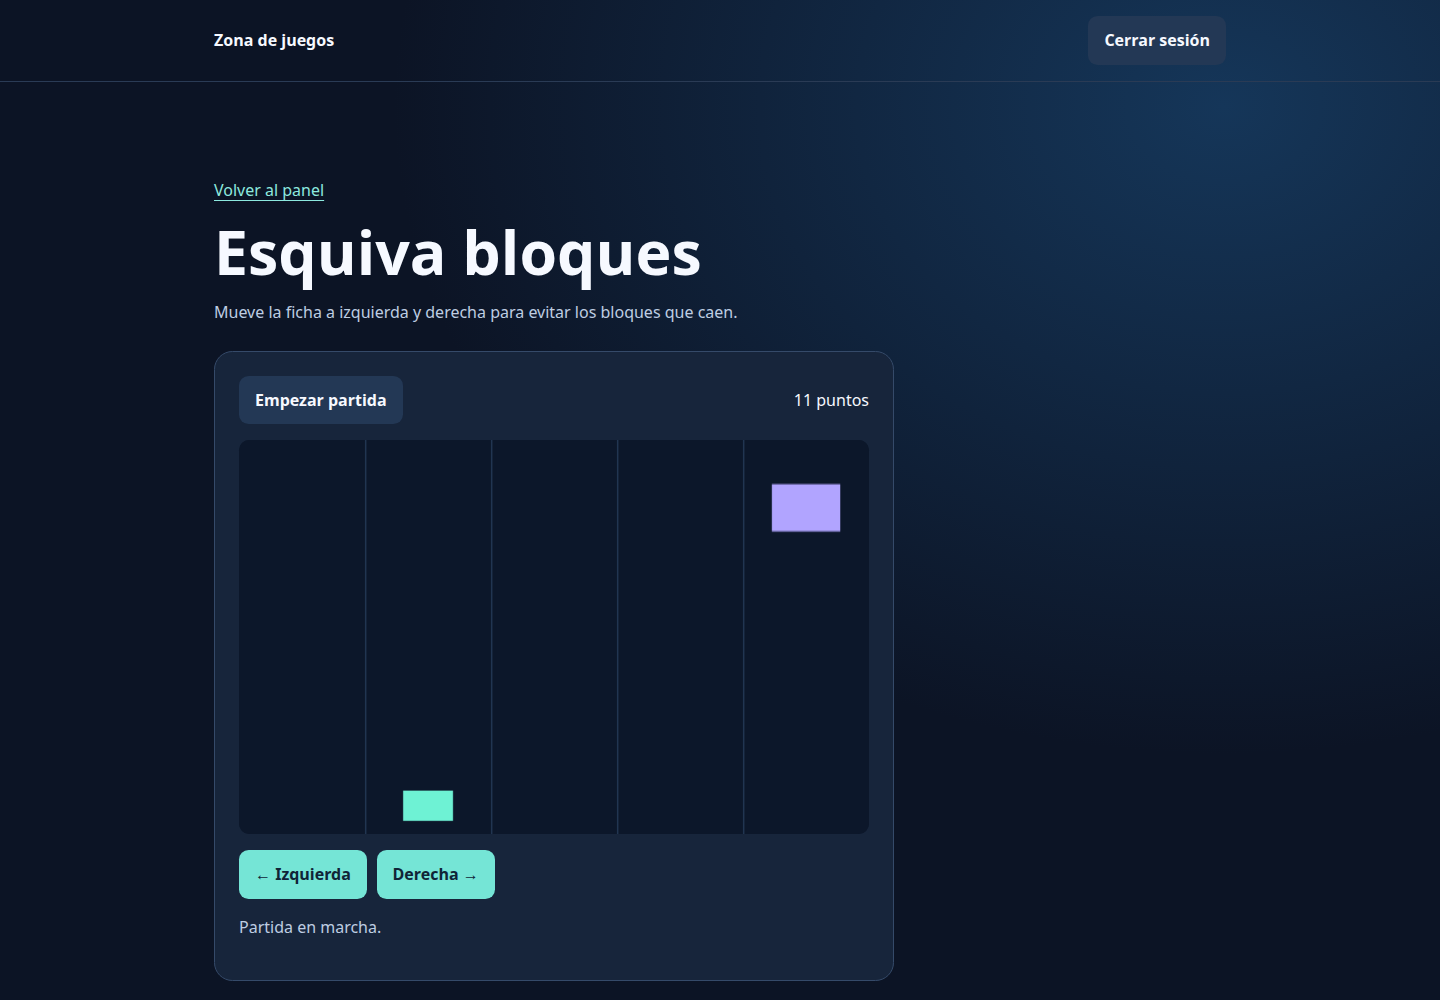 Zona de juegos
Cerrar sesión
Volver al panel
Esquiva bloques
Mueve la ficha a izquierda y derecha para evitar los bloques que caen.
Empezar partida
11 puntos
← Izquierda
Derecha →
Partida en marcha.